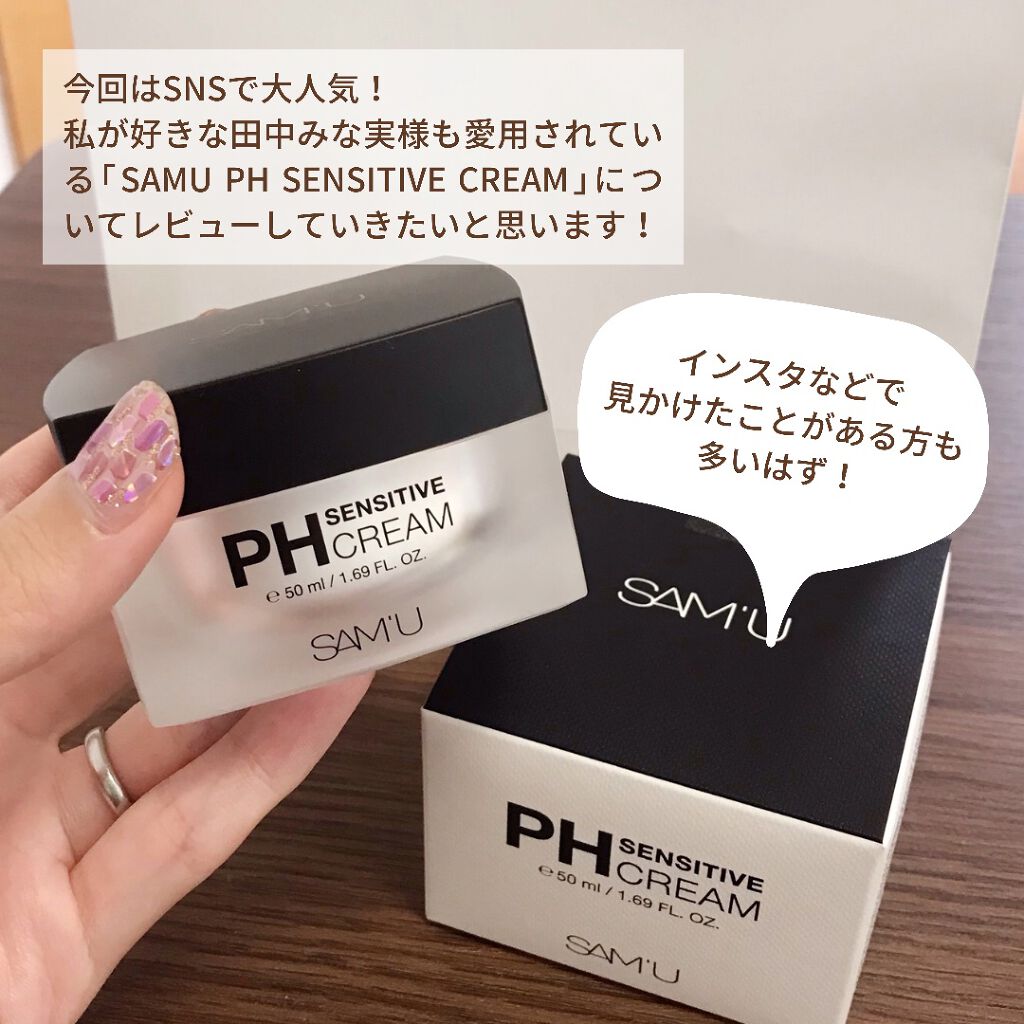 今回はSNSで大人気！
私が好きな田中みな実様も愛用されてい
る「SAMU PH SENSITIVE CREAM」につ
いてレビューしていきたいと思います！
インスタなどで
見かけたことがある方も
多いはず！
SAM'U
PH SENSITIVE
CREAM
℮ 50 ml / 1.69 FL. OZ.
SAM'U
SAM'U
PH SENSITIVE
CREAM
℮ 50 ml / 1.69 FL. OZ.
SAM'U